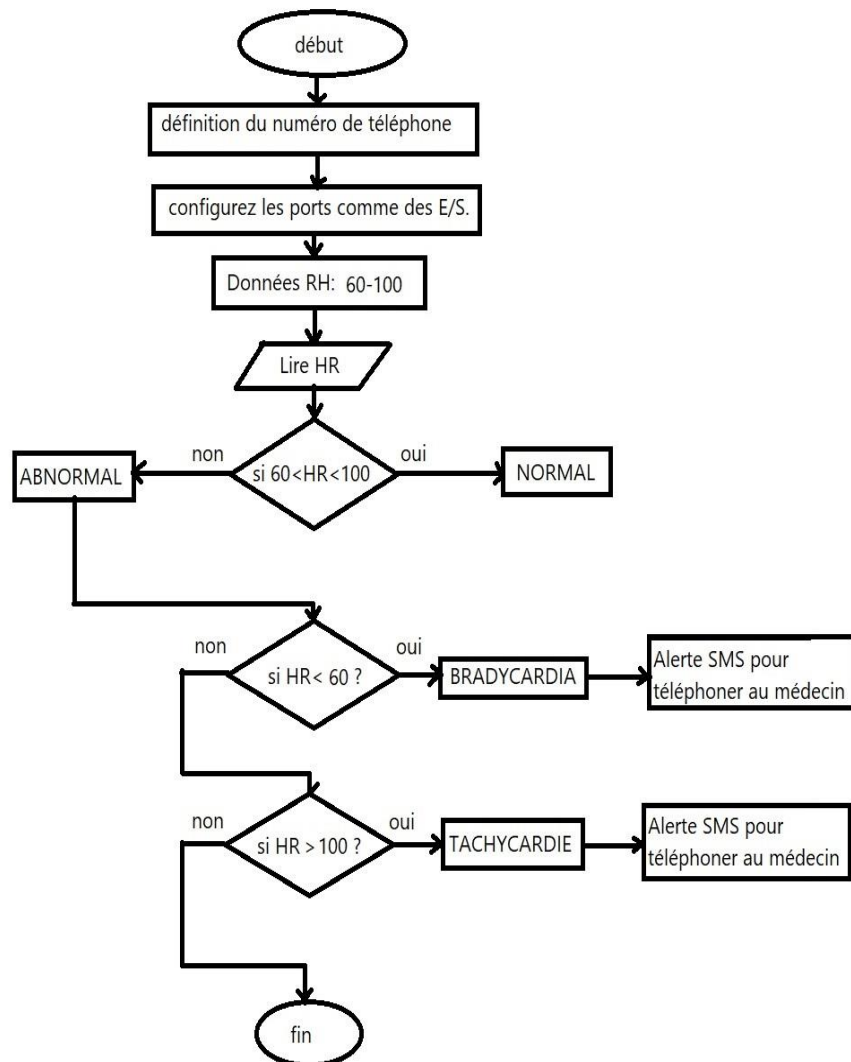 début
définition du numéro de téléphone
configurez les ports comme des E/S.
Données RH: 60-100
Lire HR
non
oui
ABNORMAL
si 60<HR<100
NORMAL
non
oui
si HR< 60 ?
BRADYCARDIA
Alerte SMS pour
téléphoner au médecin
non
oui
si HR >100 ?
TACHYCARDIE
Alerte SMS pour
téléphoner au médecin
fin